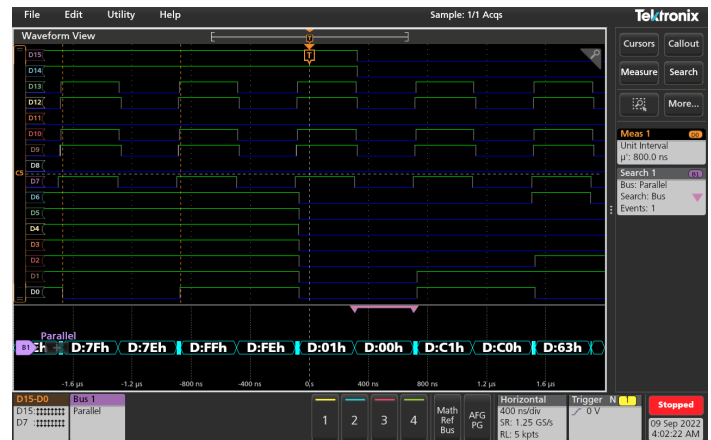 File Edit Utility Help Sample: 1/1 Acqs Tektronix
Waveform View
T
T
D15
D14
D13
D12
D11
D10
D9
D8
C5
D7
D6
D5
D4
D3
D2
D1
D0
Parallel
B1 Eh D:7Fh D:7Eh D:FFh D:FEh D:01h D:00h D:C1h D:C0h D:63h
-1.6 µs -1.2 µs -800 ns -400 ns 0 s 400 ns 800 ns 1.2 µs 1.6 µs
Cursors Callout
Measure Search
More...
Meas 1 D0
Unit Interval
µ': 800.0 ns
Search 1 B1
Bus: Parallel
Search: Bus
Events: 1
D15-D0
D15:
D7 :
Bus 1
Parallel
1 2 3 4
Math
Ref
Bus
AFG
PG
Horizontal
400 ns/div
SR: 1.25 GS/s
RL: 5 kpts
Trigger N 1
0 V
Stopped
09 Sep 2022
4:02:22 AM